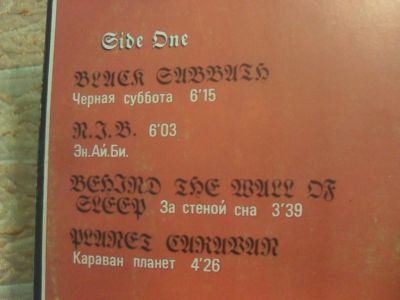 Side One
BLACK SABBATH
Черная суббота 6'15
N.I.B. 6'03
Эн.Ай.Би.
BEHIND THE WALL OF
SLEEP За стеной сна 3'39
PLANET CARAVAN
Караван планет 4'26